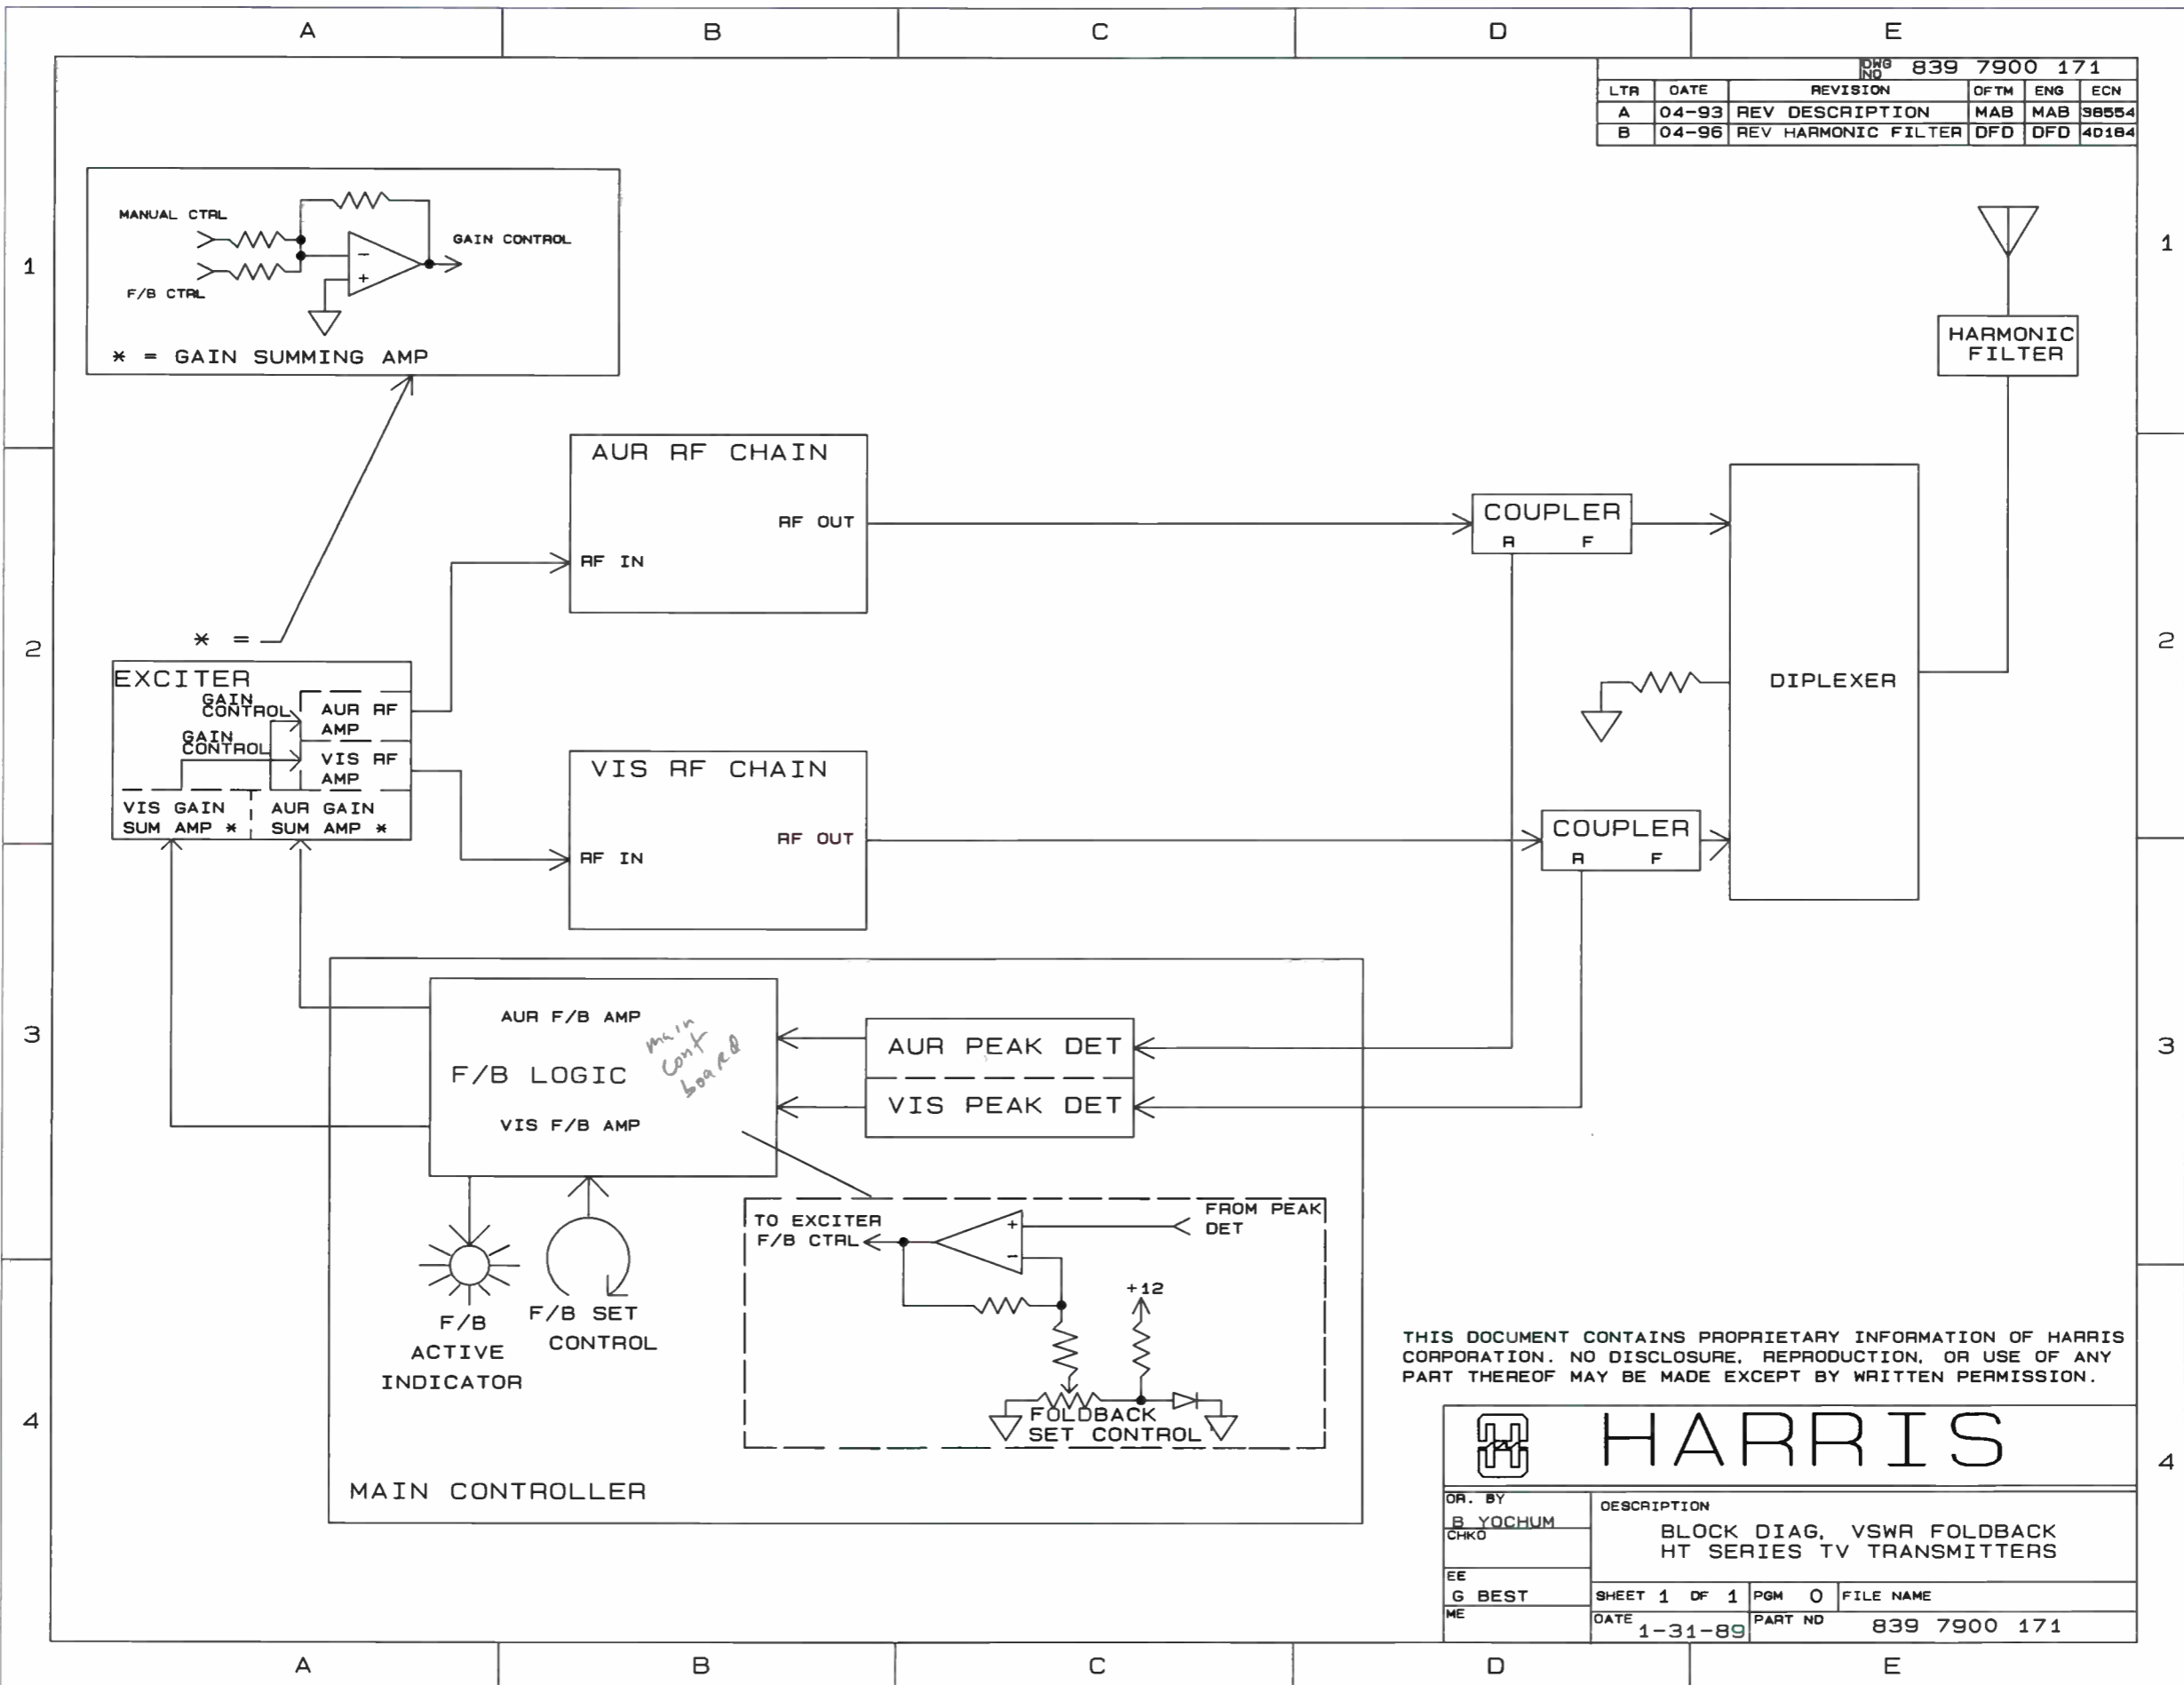 A B C D E
DWG NO 839 7900 171
LTR DATE REVISION DFTM ENG ECN
A 04-93 REV DESCRIPTION MAB MAB 38554
B 04-96 REV HARMONIC FILTER DFD DFD 40184
1
1
MANUAL CTRL
GAIN CONTROL
-
+
F/B CTRL
* = GAIN SUMMING AMP
HARMONIC
FILTER
AUR RF CHAIN
RF OUT
RF IN
COUPLER
R F
2
2
* =
EXCITER
GAIN
CONTROL
AUR RF
AMP
GAIN
CONTROL
VIS RF
AMP
VIS GAIN
SUM AMP *
AUR GAIN
SUM AMP *
DIPLEXER
VIS RF CHAIN
RF OUT
RF IN
COUPLER
R F
3
3
AUR F/B AMP
F/B LOGIC
VIS F/B AMP
main
cont
board
AUR PEAK DET
VIS PEAK DET
TO EXCITER
F/B CTRL
+
-
FROM PEAK
DET
+12
FOLDBACK
SET CONTROL
F/B
ACTIVE
INDICATOR
F/B SET
CONTROL
MAIN CONTROLLER
4
4
THIS DOCUMENT CONTAINS PROPRIETARY INFORMATION OF HARRIS
CORPORATION. NO DISCLOSURE, REPRODUCTION, OR USE OF ANY
PART THEREOF MAY BE MADE EXCEPT BY WRITTEN PERMISSION.
HARRIS
DR. BY
B YOCHUM
CHKD
EE
G BEST
ME
DESCRIPTION
BLOCK DIAG, VSWR FOLDBACK
HT SERIES TV TRANSMITTERS
SHEET 1 OF 1 PGM 0 FILE NAME
DATE 1-31-89 PART NO 839 7900 171
A B C D E